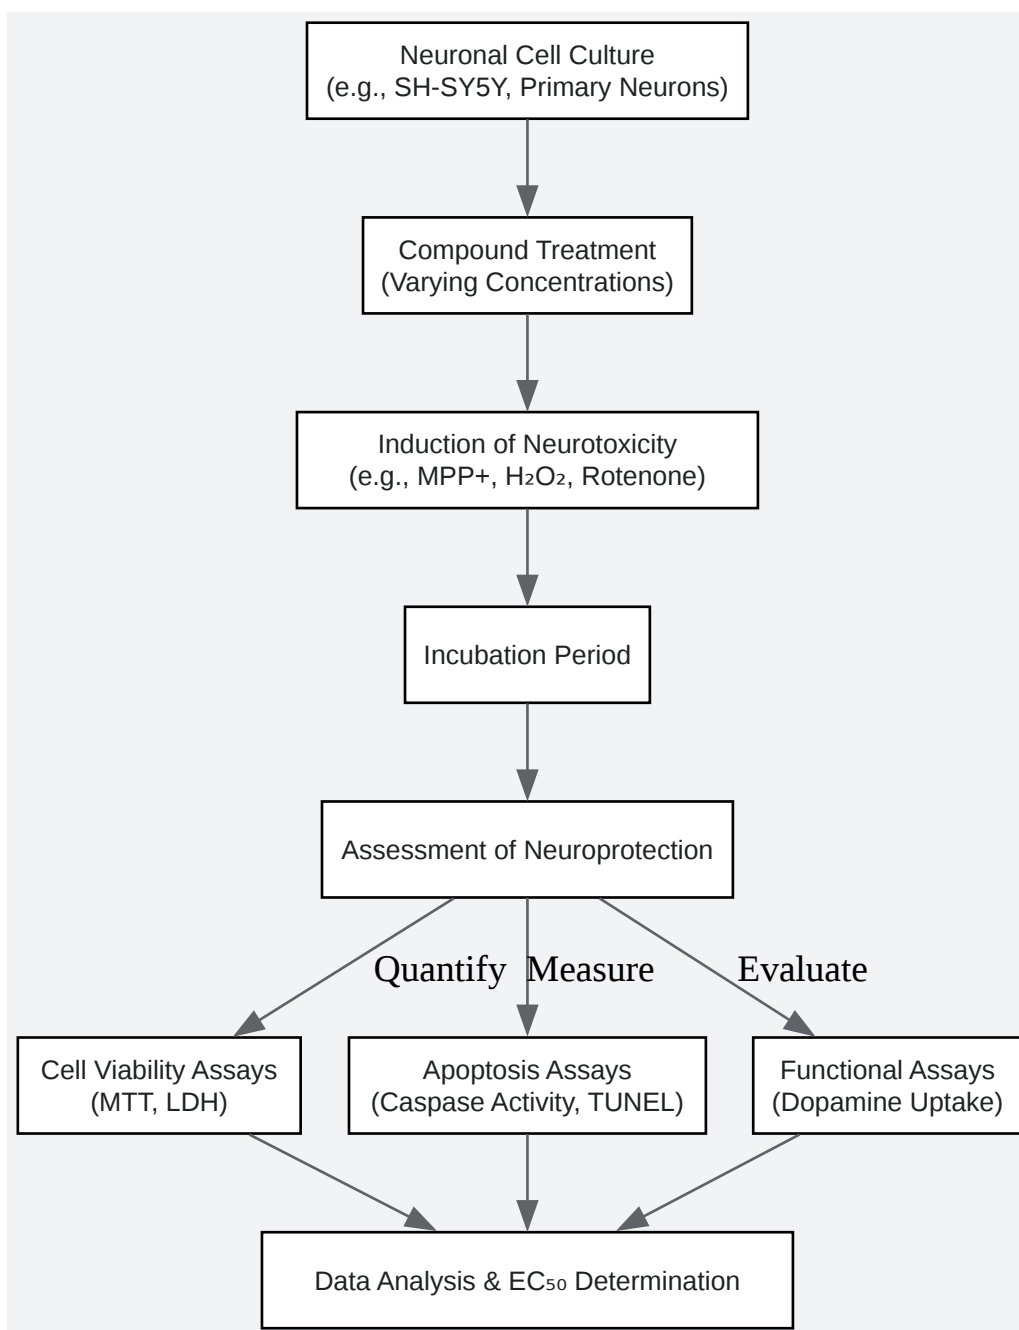 Neuronal Cell Culture
(e.g., SH-SY5Y, Primary Neurons)
Compound Treatment
(Varying Concentrations)
Induction of Neurotoxicity
(e.g., MPP+, H₂O₂, Rotenone)
Incubation Period
Assessment of Neuroprotection
Quantify
Measure
Evaluate
Cell Viability Assays
(MTT, LDH)
Apoptosis Assays
(Caspase Activity, TUNEL)
Functional Assays
(Dopamine Uptake)
Data Analysis & EC₅₀ Determination